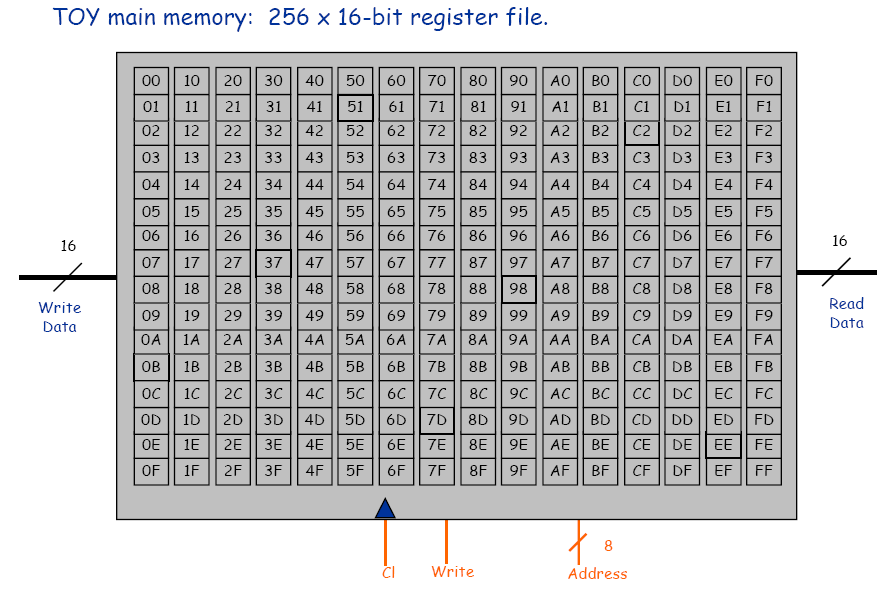 TOY main memory: 256 x 16-bit register file.
00 10 20 30 40 50 60 70 80 90 A0 B0 C0 D0 E0 F0
01 11 21 31 41 51 61 71 81 91 A1 B1 C1 D1 E1 F1
02 12 22 32 42 52 62 72 82 92 A2 B2 C2 D2 E2 F2
03 13 23 33 43 53 63 73 83 93 A3 B3 C3 D3 E3 F3
04 14 24 34 44 54 64 74 84 94 A4 B4 C4 D4 E4 F4
05 15 25 35 45 55 65 75 85 95 A5 B5 C5 D5 E5 F5
06 16 26 36 46 56 66 76 86 96 A6 B6 C6 D6 E6 F6
07 17 27 37 47 57 67 77 87 97 A7 B7 C7 D7 E7 F7
08 18 28 38 48 58 68 78 88 98 A8 B8 C8 D8 E8 F8
09 19 29 39 49 59 69 79 89 99 A9 B9 C9 D9 E9 F9
0A 1A 2A 3A 4A 5A 6A 7A 8A 9A AA BA CA DA EA FA
0B 1B 2B 3B 4B 5B 6B 7B 8B 9B AB BB CB DB EB FB
0C 1C 2C 3C 4C 5C 6C 7C 8C 9C AC BC CC DC EC FC
0D 1D 2D 3D 4D 5D 6D 7D 8D 9D AD BD CD DD ED FD
0E 1E 2E 3E 4E 5E 6E 7E 8E 9E AE BE CE DE EE FE
0F 1F 2F 3F 4F 5F 6F 7F 8F 9F AF BF CF DF EF FF
16
Write
Data
16
Read
Data
8
Cl
Write
Address